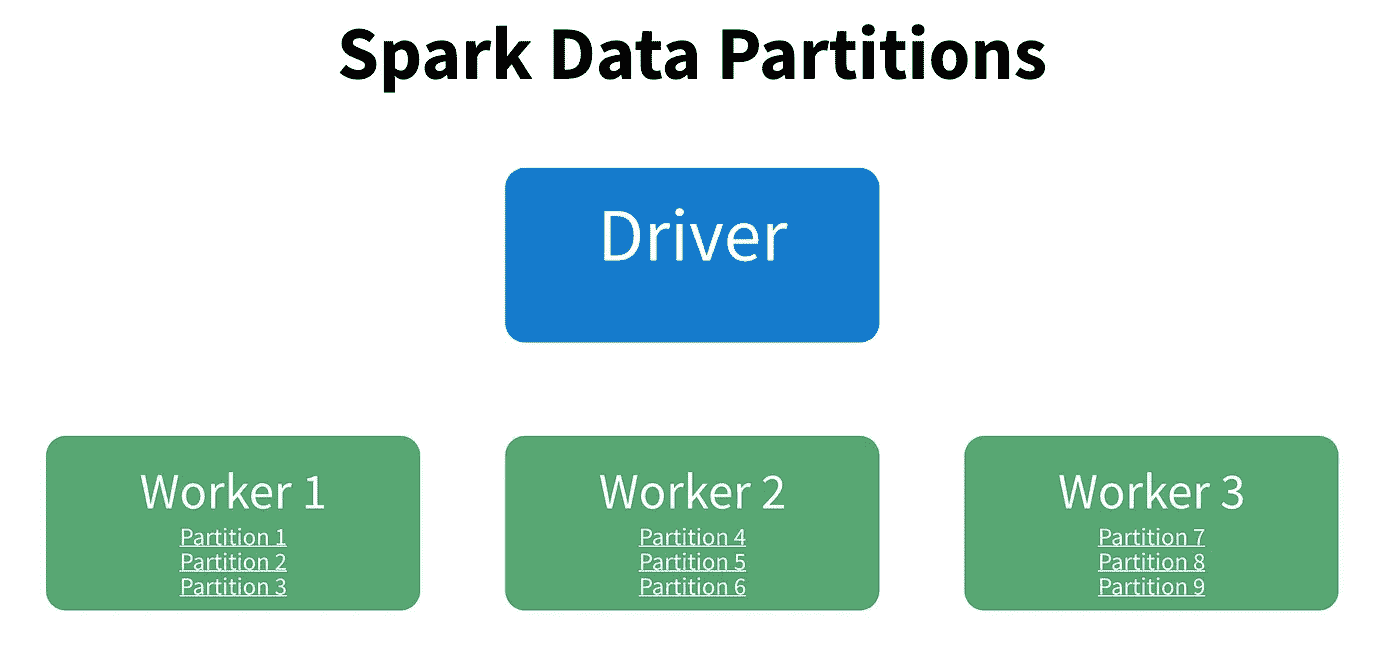 Spark Data Partitions
Driver
Worker 1
Partition 1
Partition 2
Partition 3
Worker 2
Partition 4
Partition 5
Partition 6
Worker 3
Partition 7
Partition 8
Partition 9